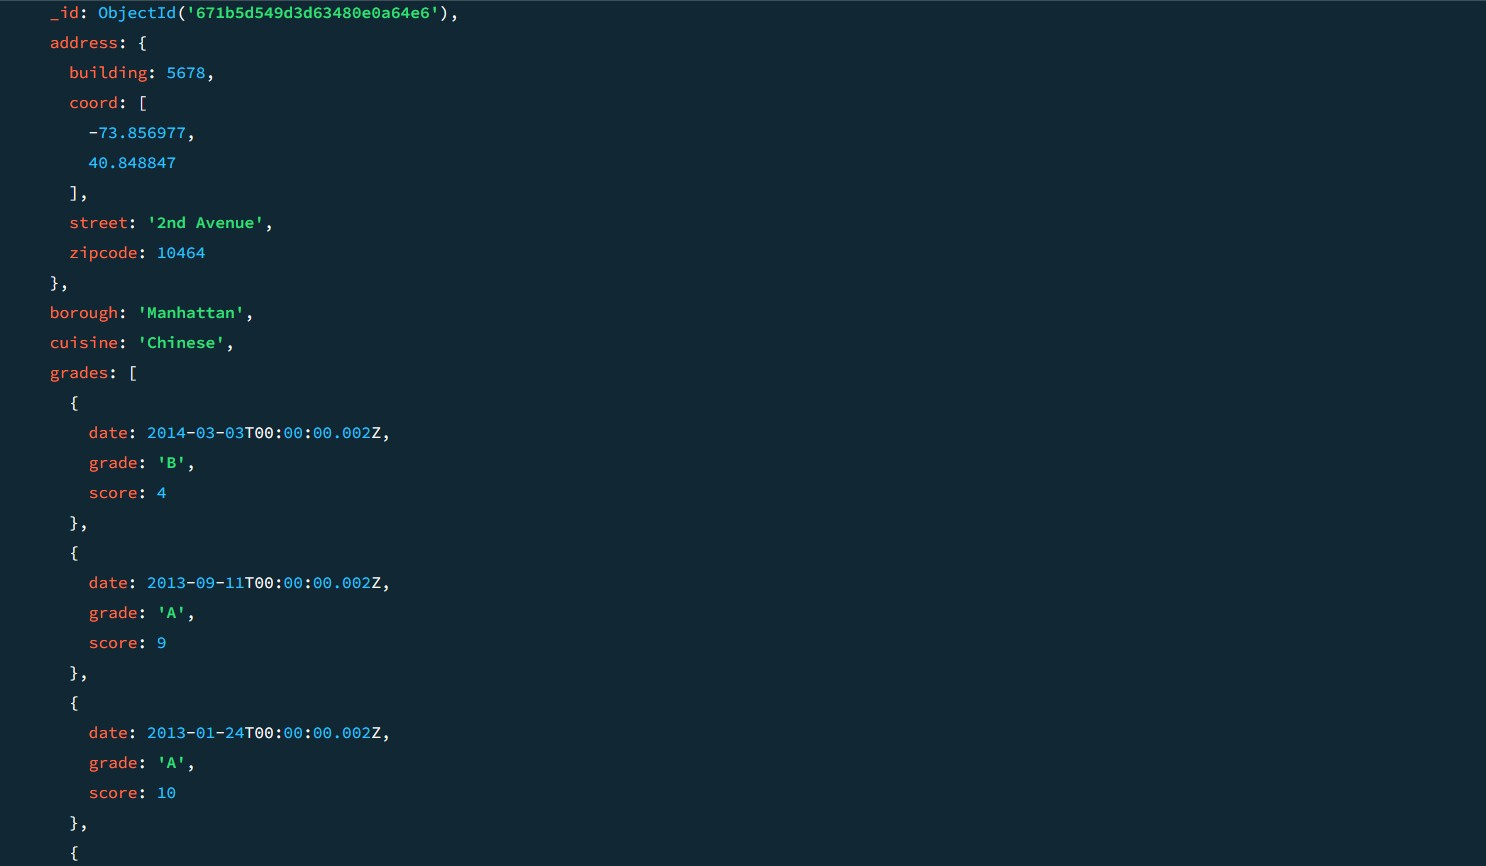 _id: ObjectId('671b5d549d3d63480e0a64e6'),
address: {
building: 5678,
coord: [
-73.856977,
40.848847
],
street: '2nd Avenue',
zipcode: 10464
},
borough: 'Manhattan',
cuisine: 'Chinese',
grades: [
{
date: 2014-03-03T00:00:00.002Z,
grade: 'B',
score: 4
},
{
date: 2013-09-11T00:00:00.002Z,
grade: 'A',
score: 9
},
{
date: 2013-01-24T00:00:00.002Z,
grade: 'A',
score: 10
},
{